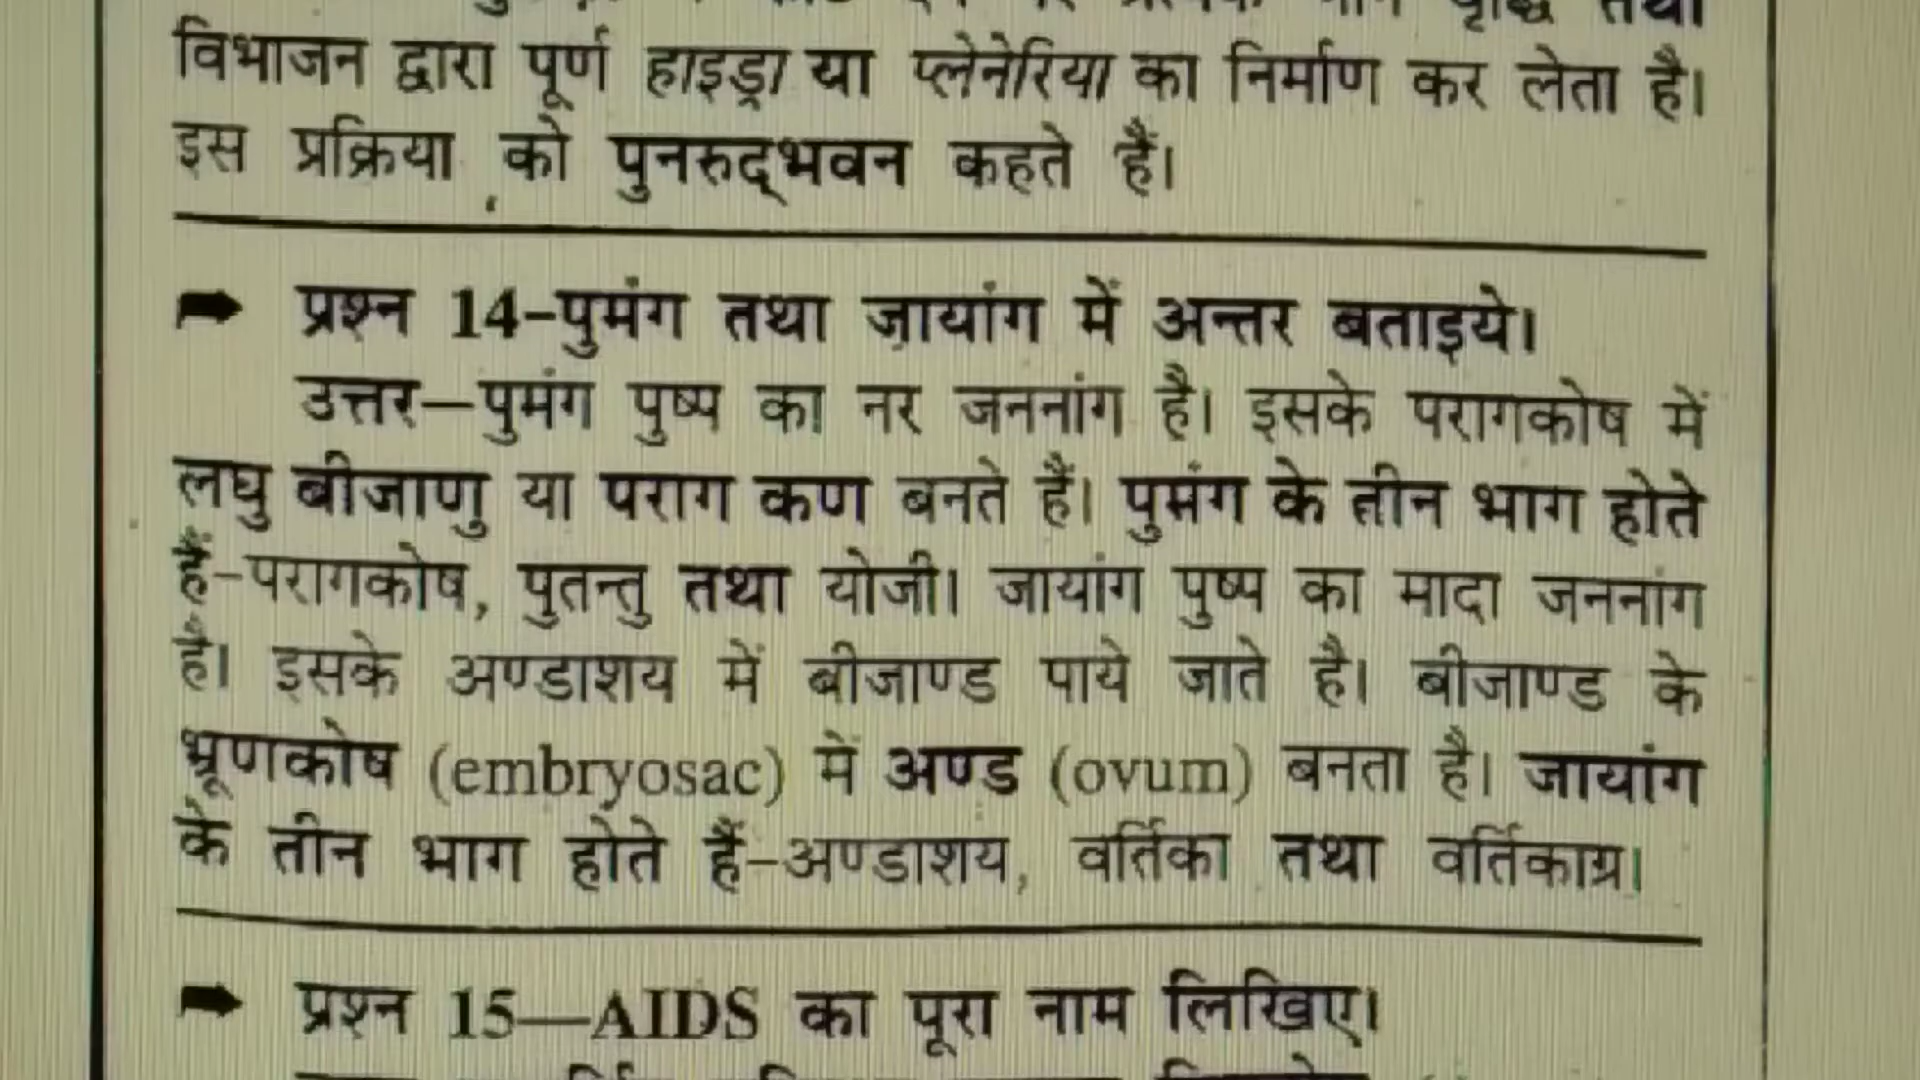 वृद्धि तथा
विभाजन द्वारा पूर्ण हाइड्रा या प्लेनेरिया का निर्माण कर लेता है।
इस प्रक्रिया को पुनरुद्‌भवन कहते हैं।
प्रश्न 14-पुमंग तथा जायांग में अन्तर बताइये।
उत्तर—पुमंग पुष्प का नर जननांग है। इसके परागकोष में
लघु बीजाणु या पराग कण बनते हैं। पुमंग के तीन भाग होते
हैं-परागकोष, पुतन्तु तथा योजी। जायांग पुष्प का मादा जननांग
है। इसके अण्डाशय में बीजाण्ड पाये जाते है। बीजाण्ड के
भ्रूणकोष (embryosac) में अण्ड (ovum) बनता है। जायांग
के तीन भाग होते हैं-अण्डाशय, वर्तिका तथा वर्तिकाग्र।
प्रश्न 15—AIDS का पूरा नाम लिखिए।